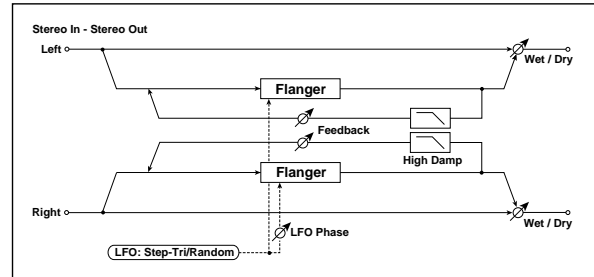 Stereo In - Stereo Out
Left
Wet / Dry
Flanger
Feedback
High Damp
Flanger
Right
LFO Phase
Wet / Dry
LFO: Step-Tri/Random